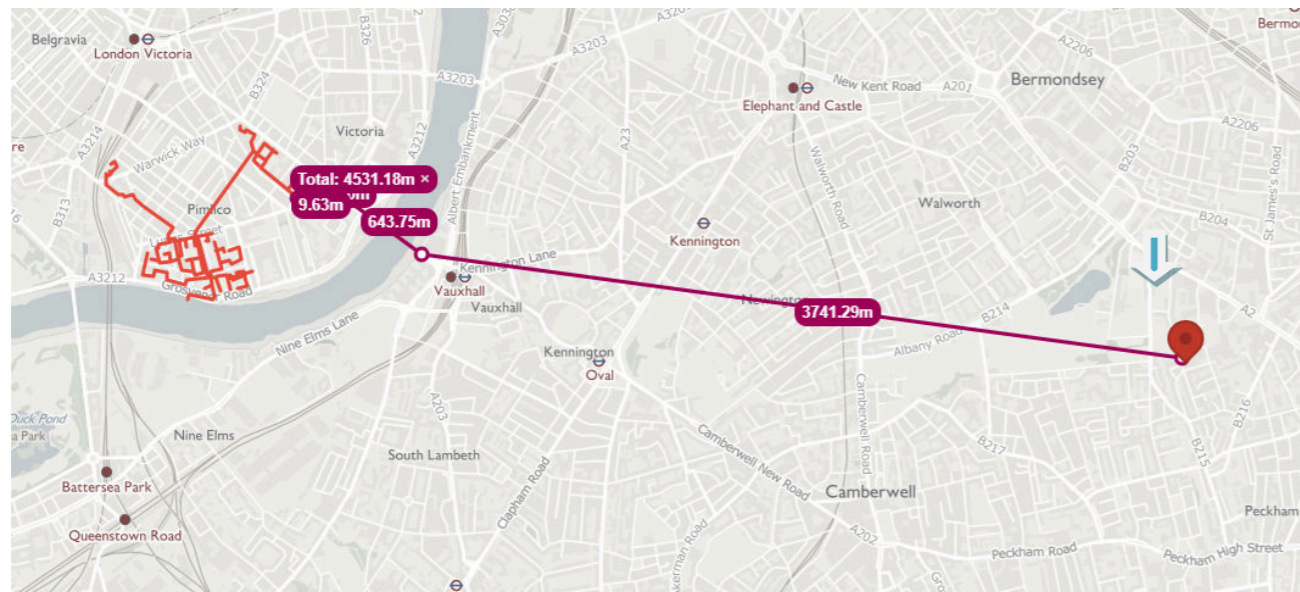 Belgravia
London Victoria
B326
A3036
A3203
A3203
A2206
Bermondsey
New Kent Road
A201
Elephant and Castle
A2206
B324
A3214
Victoria
A3212
Albert Embankment
A23
Warwick Way
Walworth Road
B203
St James's Road
Total: 4531.18m ×
9.63m
643.75m
Pimlico
B313
Walworth
B204
Kennington
Kennington Lane
A3212
Grosvenor Road
Vauxhall
Vauxhall
3741.29m
B214
A2
Nine Elms Lane
Albany Road
Kennington
Oval
A203
Camberwell Road
B216
Duck Pond
a Park
Nine Elms
Camberwell New Road
B217
B215
South Lambeth
Clapham Road
Battersea Park
Camberwell
Peckham
Queenstown Road
A202
Peckham Road
Peckham High Street